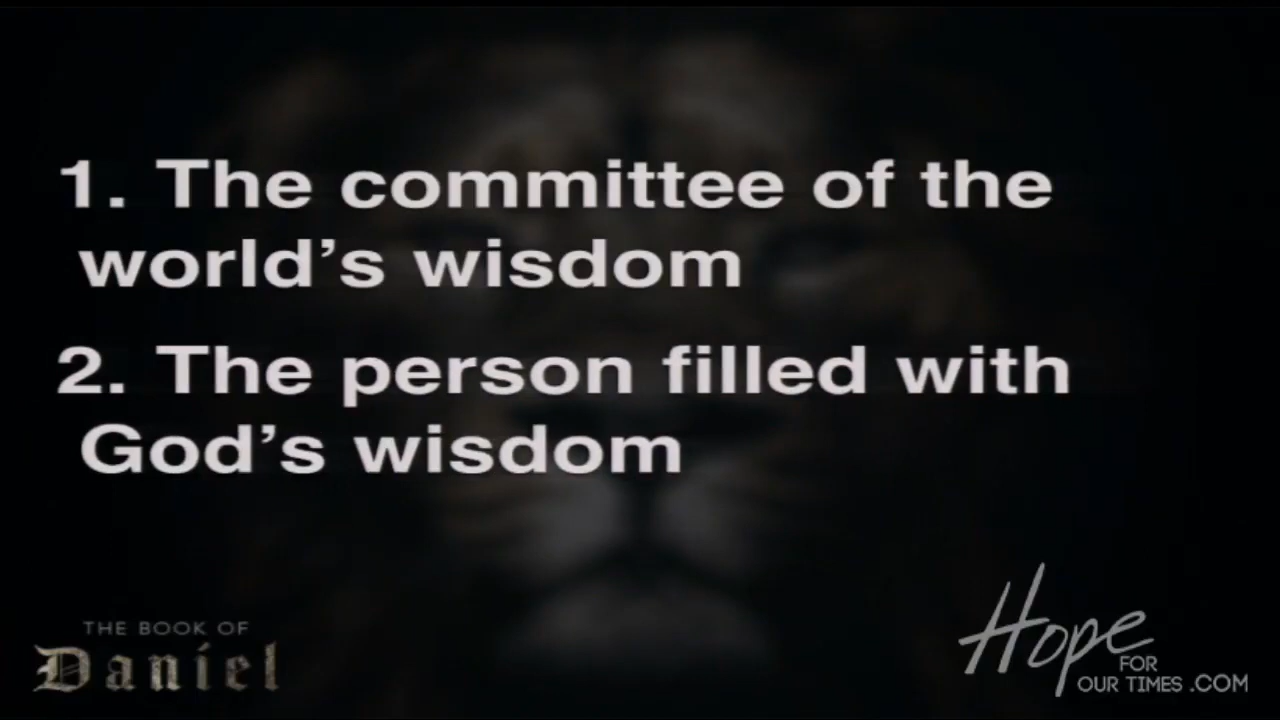 1. The committee of the
world’s wisdom
2. The person filled with
God’s wisdom
THE BOOK OF
Daniel
Hope
FOR
OUR TIMES .COM